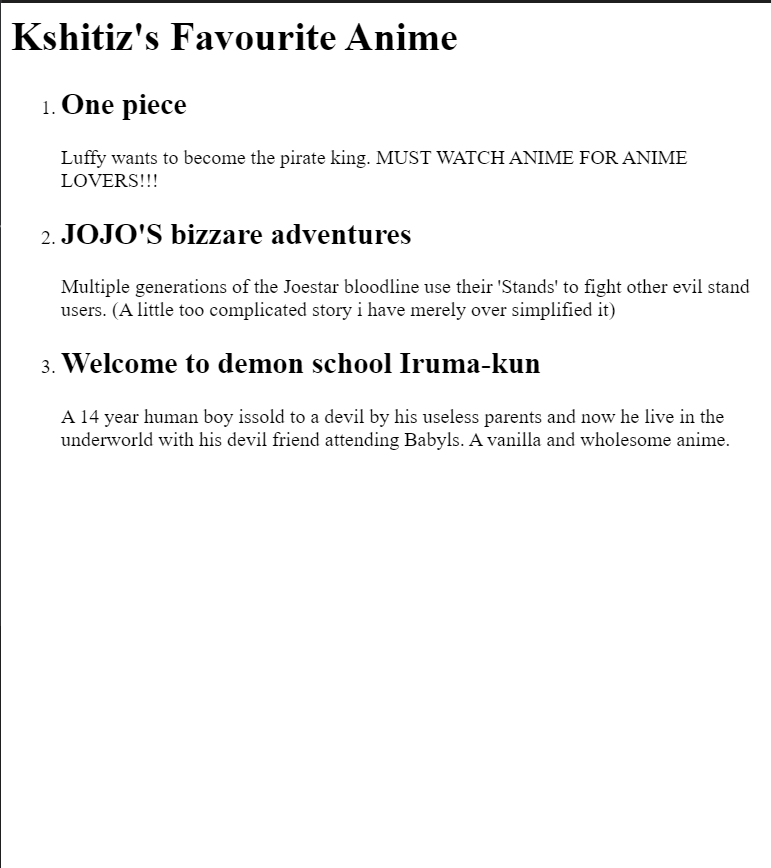 Kshitiz's Favourite Anime
1. One piece
Luffy wants to become the pirate king. MUST WATCH ANIME FOR ANIME
LOVERS!!!
2. JOJO'S bizzare adventures
Multiple generations of the Joestar bloodline use their 'Stands' to fight other evil stand
users. (A little too complicated story i have merely over simplified it)
3. Welcome to demon school Iruma-kun
A 14 year human boy issold to a devil by his useless parents and now he live in the
underworld with his devil friend attending Babyls. A vanilla and wholesome anime.